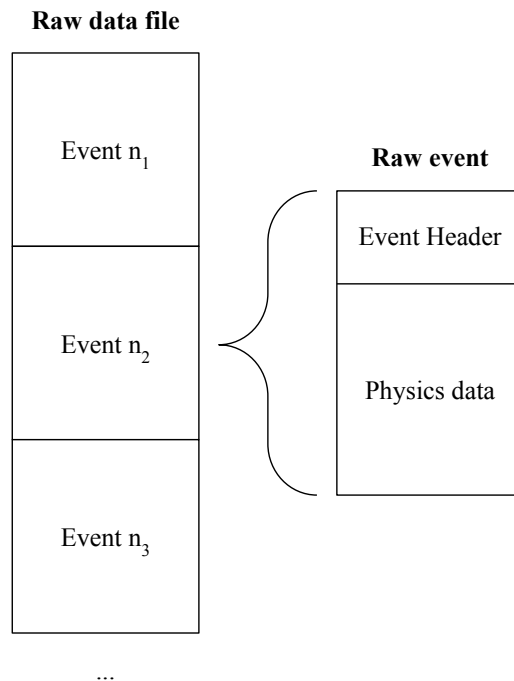 Raw data file
Event n₁
Event n₂
Event n₃
...
Raw event
Event Header
Physics data